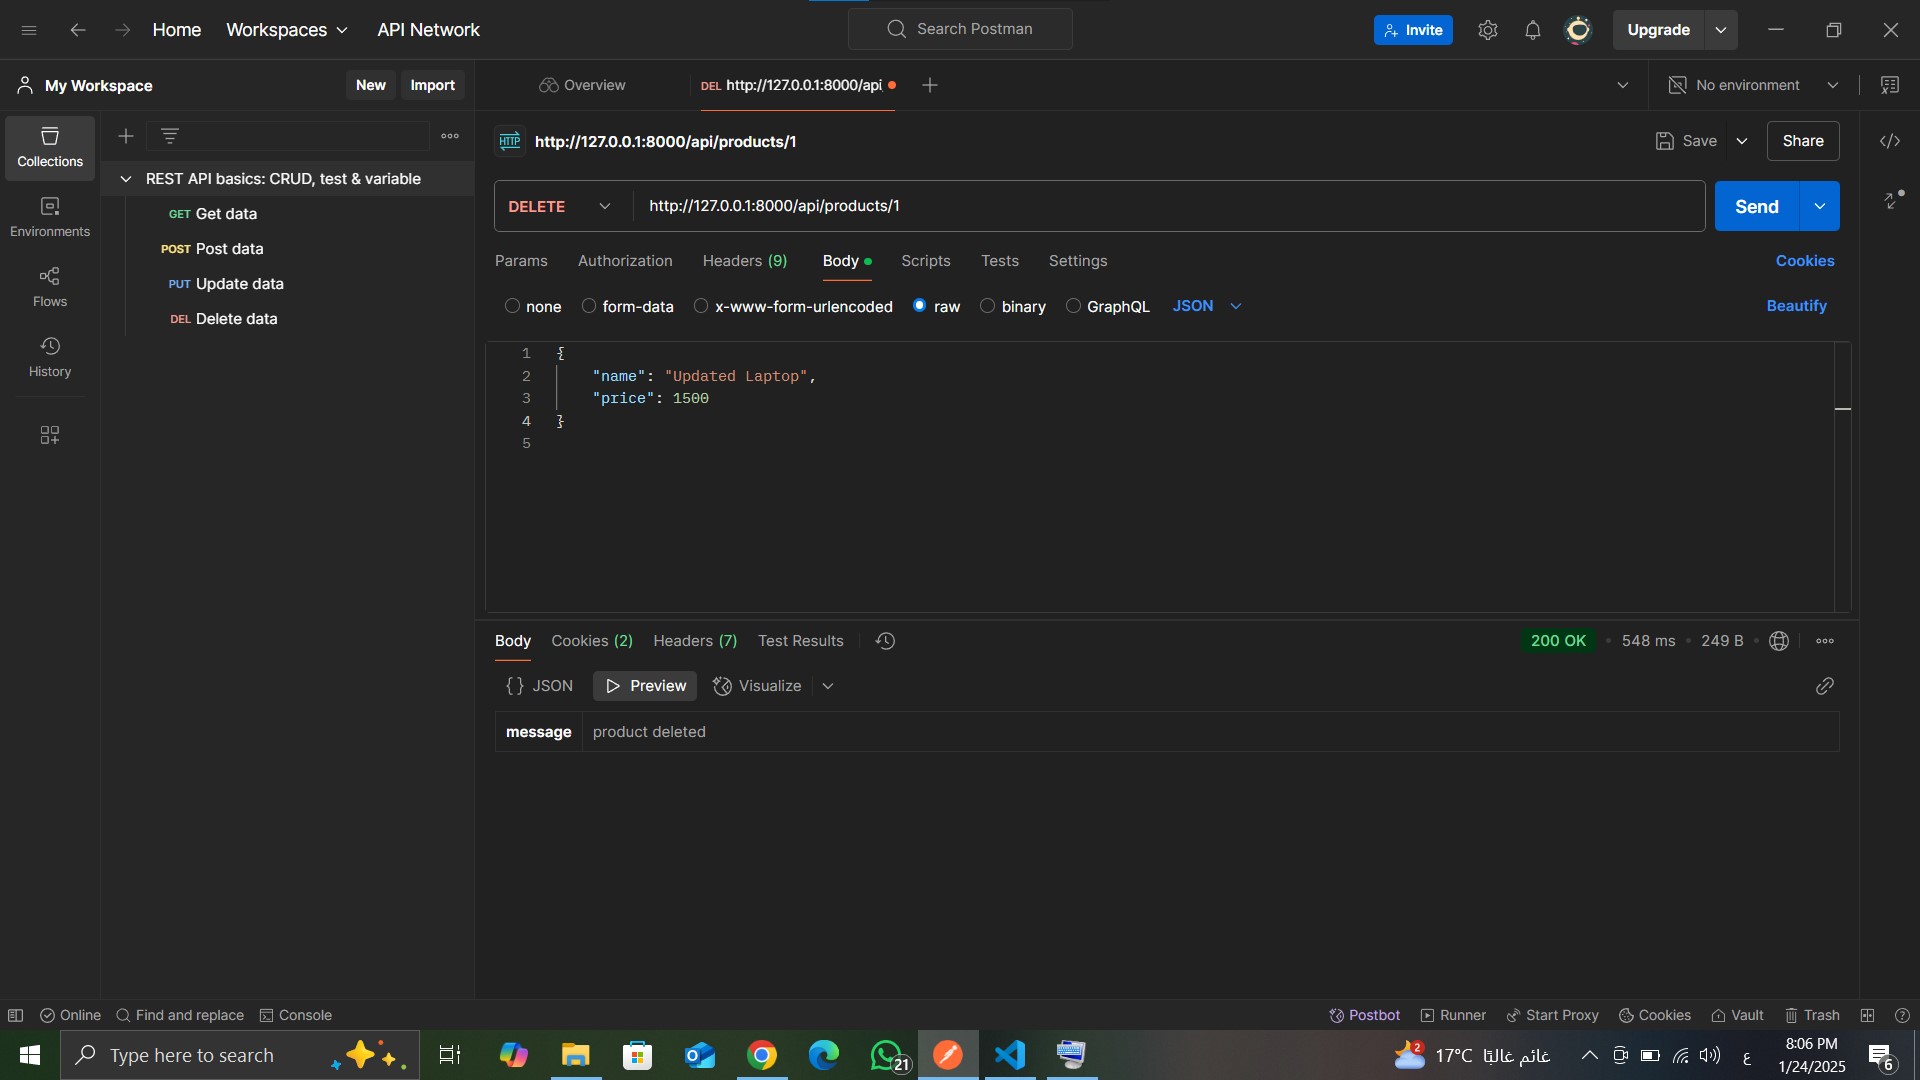 Home
Workspaces
API Network
Search Postman
Invite
Upgrade
My Workspace
New
Import
Overview
DEL http://127.0.0.1:8000/api/
No environment
Collections
Environments
Flows
History
REST API basics: CRUD, test & variable
GET Get data
POST Post data
PUT Update data
DEL Delete data
HTTP http://127.0.0.1:8000/api/products/1
Save
Share
DELETE
http://127.0.0.1:8000/api/products/1
Send
Params
Authorization
Headers (9)
Body
Scripts
Tests
Settings
Cookies
none
form-data
x-www-form-urlencoded
raw
binary
GraphQL
JSON
Beautify
1 {
2 "name": "Updated Laptop",
3 "price": 1500
4 }
5
Body
Cookies (2)
Headers (7)
Test Results
200 OK
548 ms
249 B
{} JSON
Preview
Visualize
message
product deleted
Online
Find and replace
Console
Postbot
Runner
Start Proxy
Cookies
Vault
Trash
Type here to search
21
2
17°C غائم غالبًا
ع
8:06 PM
1/24/2025
6